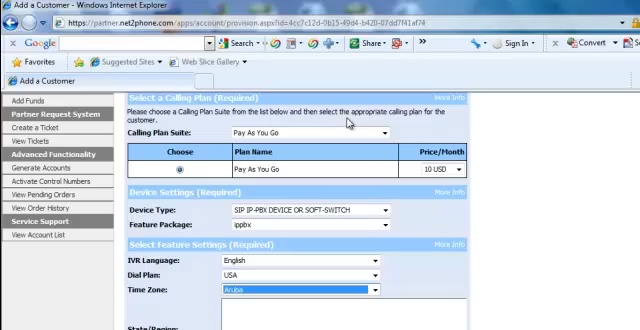 Add a Customer - Windows Internet Explorer
https://partner.net2phone.com/apps/account/provision.aspx?id=4cc7c12d-0b15-49d4-b420-07dd7f41af74
x Google Search Share >> Sign In x Convert
Favorites Suggested Sites Web Slice Gallery
Add a Customer
Add Funds
Partner Request System
Create a Ticket
View Tickets
Advanced Functionality
Generate Accounts
Activate Control Numbers
View Pending Orders
View Order History
Service Support
View Account List
Select a Calling Plan (Required) More Info
Please choose a Calling Plan Suite from the list below and then select the appropriate calling plan for the
customer.
Calling Plan Suite: Pay As You Go
Choose Plan Name Price/Month
Pay As You Go 10 USD
Device Settings (Required) More Info
Device Type: SIP IP-PBX DEVICE OR SOFT-SWITCH
Feature Package: ippbx
Select Feature Settings (Required) More Info
IVR Language: English
Dial Plan: USA
Time Zone: Aruba
State/Region: